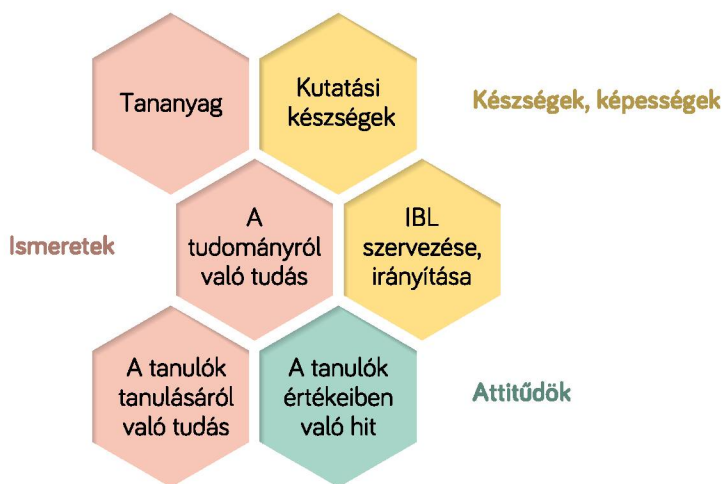 Tananyag
Kutatási
készségek
Készségek, képességek
Ismeretek
A
tudományról
való tudás
IBL
szervezése,
irányítása
A tanulók
tanulásáról
való tudás
A tanulók
értékeiben
való hit
Attitűdök